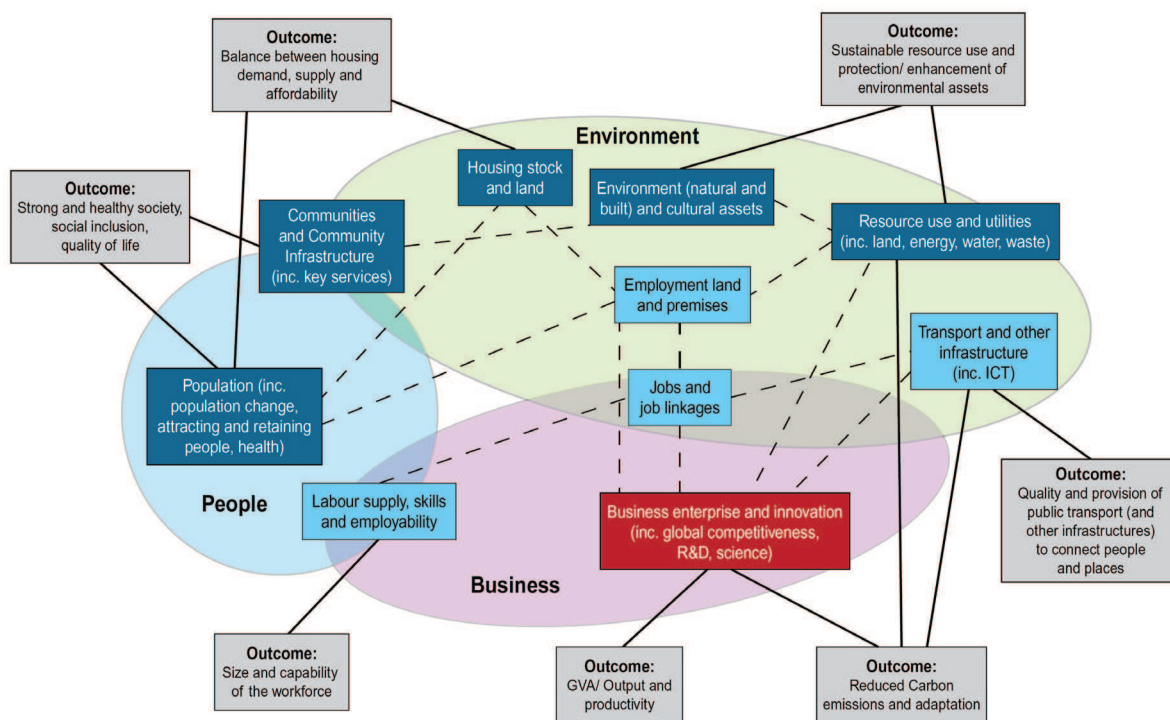 Outcome:
Balance between housing
demand, supply and
affordability
Outcome:
Sustainable resource use and
protection/ enhancement of
environmental assets
Environment
Housing stock
and land
Environment (natural and
built) and cultural assets
Outcome:
Strong and healthy society,
social inclusion,
quality of life
Communities
and Community
Infrastructure
(inc. key services)
Resource use and utilities
(inc. land, energy, water, waste)
Employment land
and premises
Transport and other
infrastructure
(inc. ICT)
Population (inc.
population change,
attracting and
retaining
people, health)
Jobs and
job linkages
People
Labour supply, skills
and employability
Business enterprise and innovation
(inc. global competitiveness,
R&D, science)
Outcome:
Quality and provision of
public transport (and
other infrastructures)
to connect people
and places
Business
Outcome:
Size and capability
of the workforce
Outcome:
GVA/ Output and
productivity
Outcome:
Reduced Carbon
emissions and adaptation